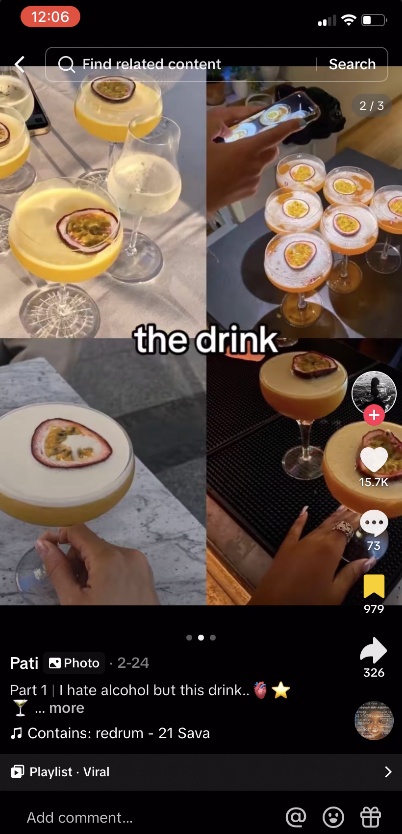 12:06
Find related content
Search
2 / 3
the drink
15.7K
73
979
326
Pati Photo · 2-24
Part 1 | I hate alcohol but this drink.. 🫀⭐
🍸 ... more
Contains: redrum - 21 Sava
Playlist · Viral
Add comment...